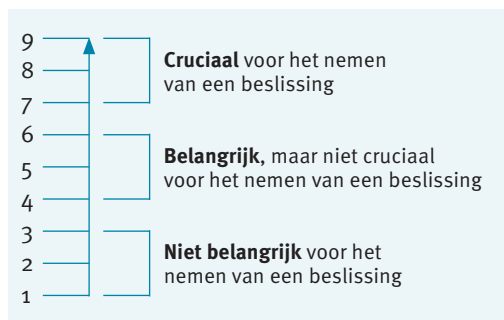 9
8
7
Cruciaal voor het nemen
van een beslissing
6
5
4
Belangrijk, maar niet cruciaal
voor het nemen van een beslissing
3
2
1
Niet belangrijk voor het
nemen van een beslissing